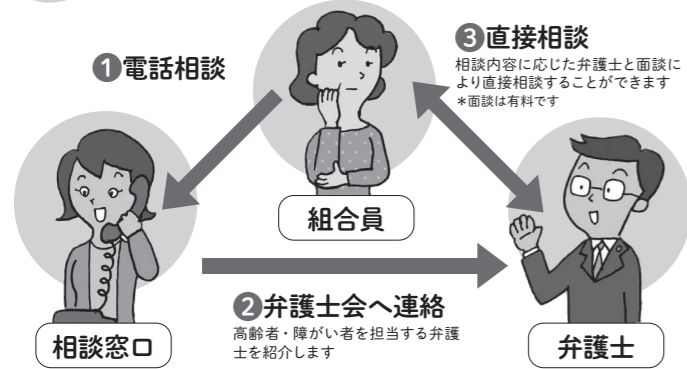 ❶電話相談
❸直接相談
相談内容に応じた弁護士と面談に
より直接相談することができます
＊面談は有料です
組合員
❷弁護士会へ連絡
高齢者・障がい者を担当する弁護
士を紹介します
相談窓口
弁護士